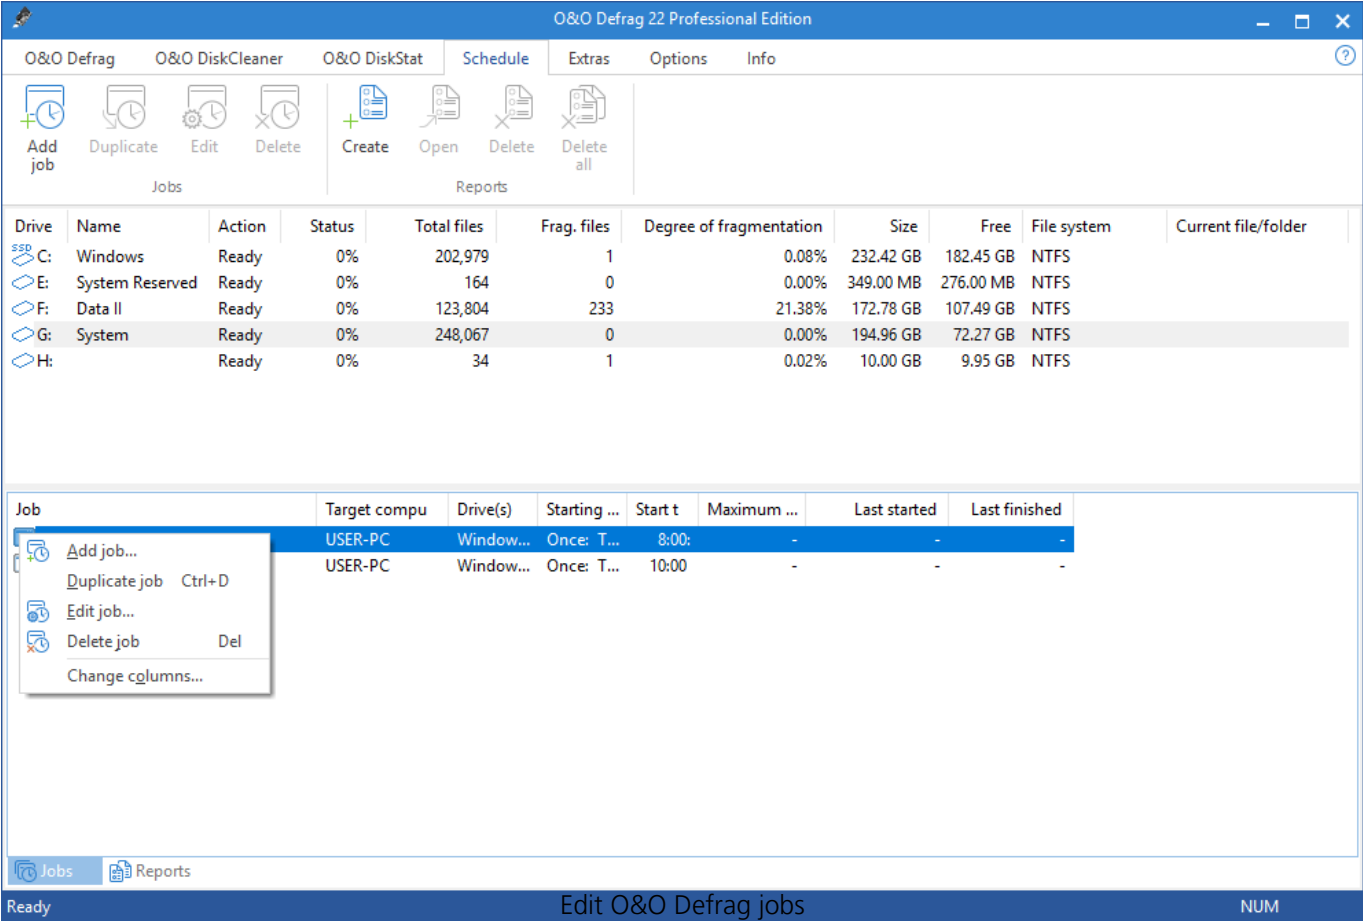 O&O Defrag 22 Professional Edition
O&O Defrag O&O DiskCleaner O&O DiskStat Schedule Extras Options Info ?
Add job Duplicate Edit Delete Create Open Delete Delete all
Jobs Reports
Drive Name Action Status Total files Frag. files Degree of fragmentation Size Free File system Current file/folder
SSD C: Windows Ready 0% 202,979 1 0.08% 232.42 GB 182.45 GB NTFS
E: System Reserved Ready 0% 164 0 0.00% 349.00 MB 276.00 MB NTFS
F: Data II Ready 0% 123,804 233 21.38% 172.78 GB 107.49 GB NTFS
G: System Ready 0% 248,067 0 0.00% 194.96 GB 72.27 GB NTFS
H: Ready 0% 34 1 0.02% 10.00 GB 9.95 GB NTFS
Job Target compu Drive(s) Starting ... Start t Maximum ... Last started Last finished
USER-PC Window... Once: T... 8:00: - - -
USER-PC Window... Once: T... 10:00 - - -
Add job...
Duplicate job Ctrl+D
Edit job...
Delete job Del
Change columns...
Jobs Reports
Ready Edit O&O Defrag jobs NUM